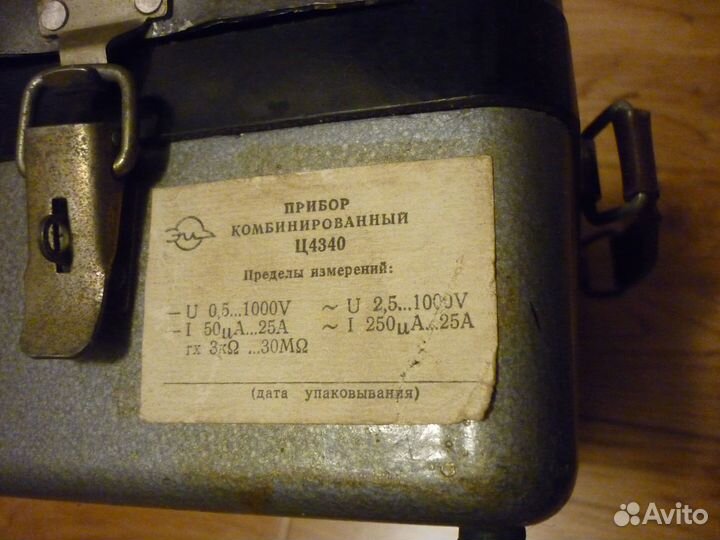 ПРИБОР
КОМБИНИРОВАННЫЙ
Ц4340
Пределы измерений:
– U 0,5...1000V ~ U 2,5...1000V
– I 50μA...25A ~ I 250μA...25A
rx 3кΩ ...30MΩ
(дата упаковывания)
Avito